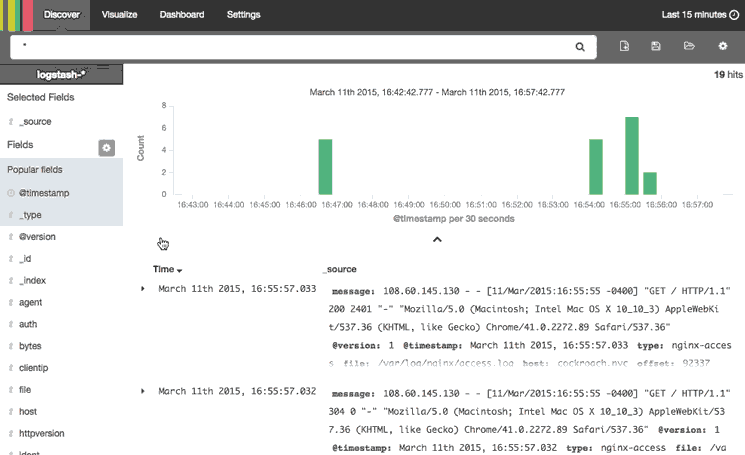 Discover Visualize Dashboard Settings Last 15 minutes
*
logstash-*
19 hits
Selected Fields
t _source
Fields
Popular fields
@timestamp
t _type
t @version
t _id
t _index
t agent
t auth
t bytes
t clientip
t file
t host
t httpversion
t ident
March 11th 2015, 16:42:42.777 - March 11th 2015, 16:57:42.777
Count
8
6
4
2
0
16:43:00 16:44:00 16:45:00 16:46:00 16:47:00 16:48:00 16:49:00 16:50:00 16:51:00 16:52:00 16:53:00 16:54:00 16:55:00 16:56:00 16:57:00
@timestamp per 30 seconds
Time _source
March 11th 2015, 16:55:57.033 message: 108.60.145.130 - - [11/Mar/2015:16:55:55 -0400] "GET / HTTP/1.1"
200 2401 "-" "Mozilla/5.0 (Macintosh; Intel Mac OS X 10_10_3) AppleWebKi
t/537.36 (KHTML, like Gecko) Chrome/41.0.2272.89 Safari/537.36"
@version: 1 @timestamp: March 11th 2015, 16:55:57.033 type: nginx-acces
s file: /var/log/nginx/access.log host: cockroach.nyc offset: 92337
March 11th 2015, 16:55:57.032 message: 108.60.145.130 - - [11/Mar/2015:16:55:55 -0400] "GET / HTTP/1.1"
304 0 "-" "Mozilla/5.0 (Macintosh; Intel Mac OS X 10_10_3) AppleWebKit/53
7.36 (KHTML, like Gecko) Chrome/41.0.2272.89 Safari/537.36" @version: 1
@timestamp: March 11th 2015, 16:55:57.032 type: nginx-access file: /va